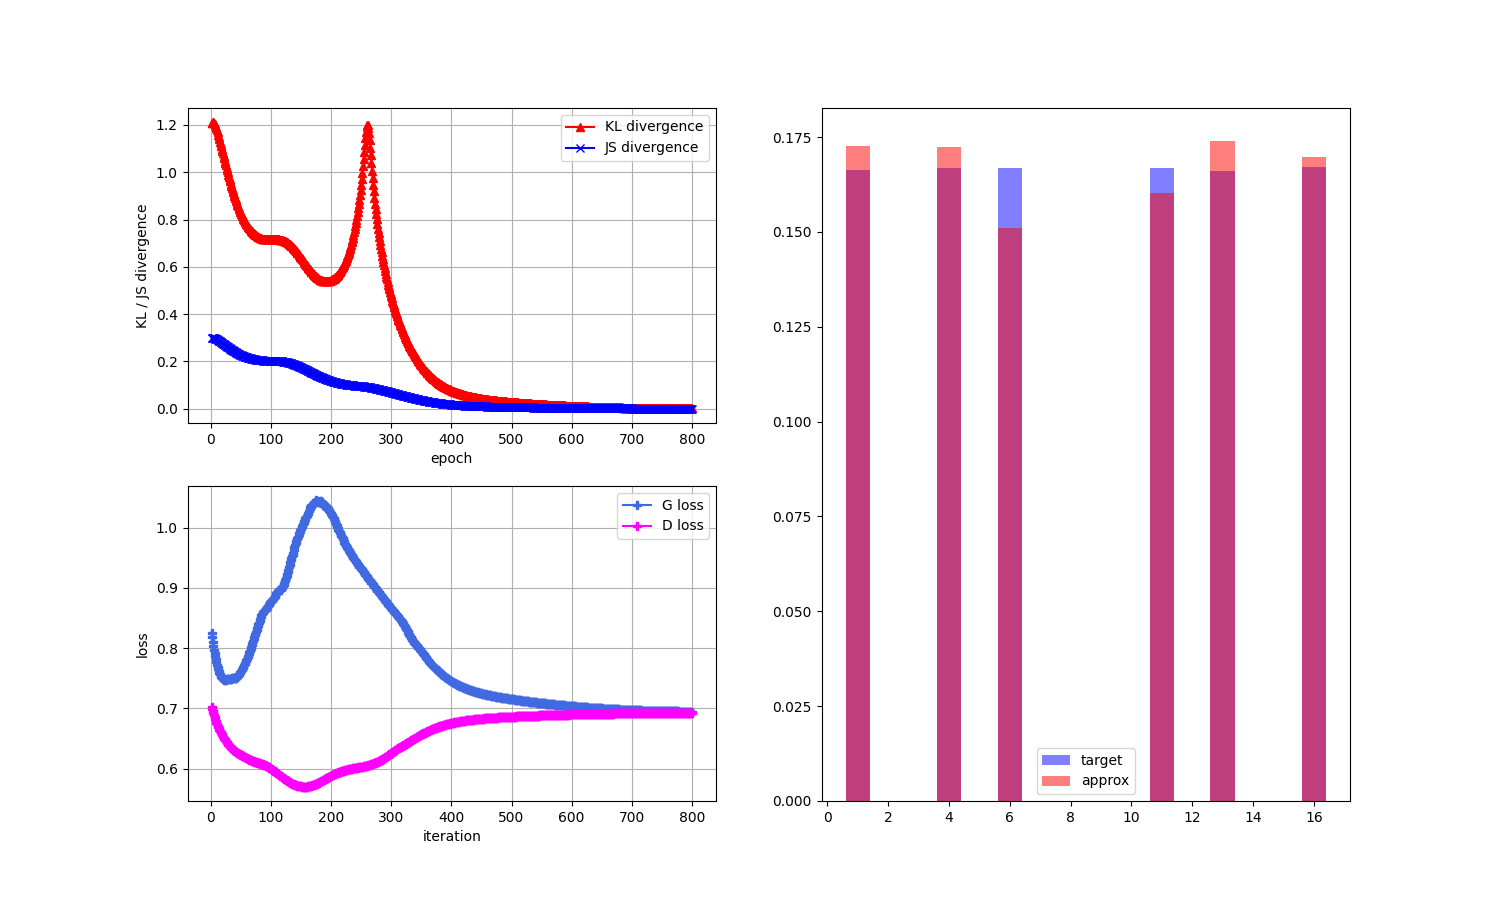 1.2
1.0
0.8
0.6
0.4
0.2
0.0
KL / JS divergence
KL divergence
JS divergence
0 100 200 300 400 500 600 700 800
epoch
1.0
0.9
0.8
0.7
0.6
loss
G loss
D loss
0 100 200 300 400 500 600 700 800
iteration
0.175
0.150
0.125
0.100
0.075
0.050
0.025
0.000
target
approx
0 2 4 6 8 10 12 14 16